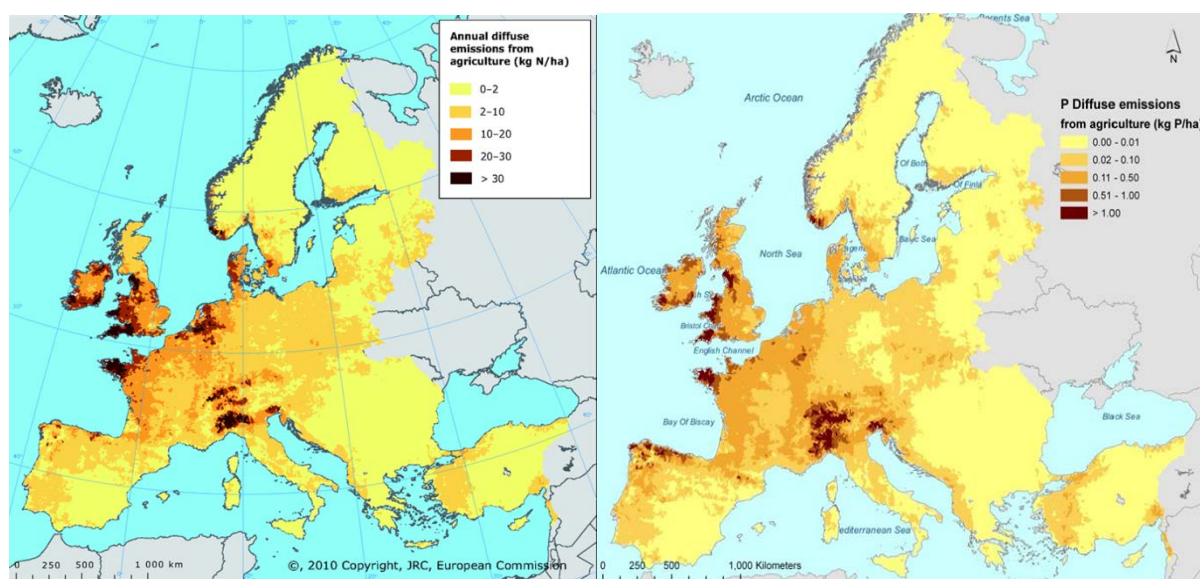 Annual diffuse
emissions from
agriculture (kg N/ha)
0–2
2–10
10–20
20–30
> 30
0 250 500 1 000 km
©, 2010 Copyright, JRC, European Commission
Barents Sea
N
Arctic Ocean
P Diffuse emissions
from agriculture (kg P/ha)
0.00 - 0.01
0.02 - 0.10
0.11 - 0.50
0.51 - 1.00
> 1.00
Of Both
Of Finla
North Sea
Baltic Sea
Atlantic Ocean
Bristol Chan
English Channel
Bay Of Biscay
Black Sea
editerranean Sea
0 250 500 1,000 Kilometers